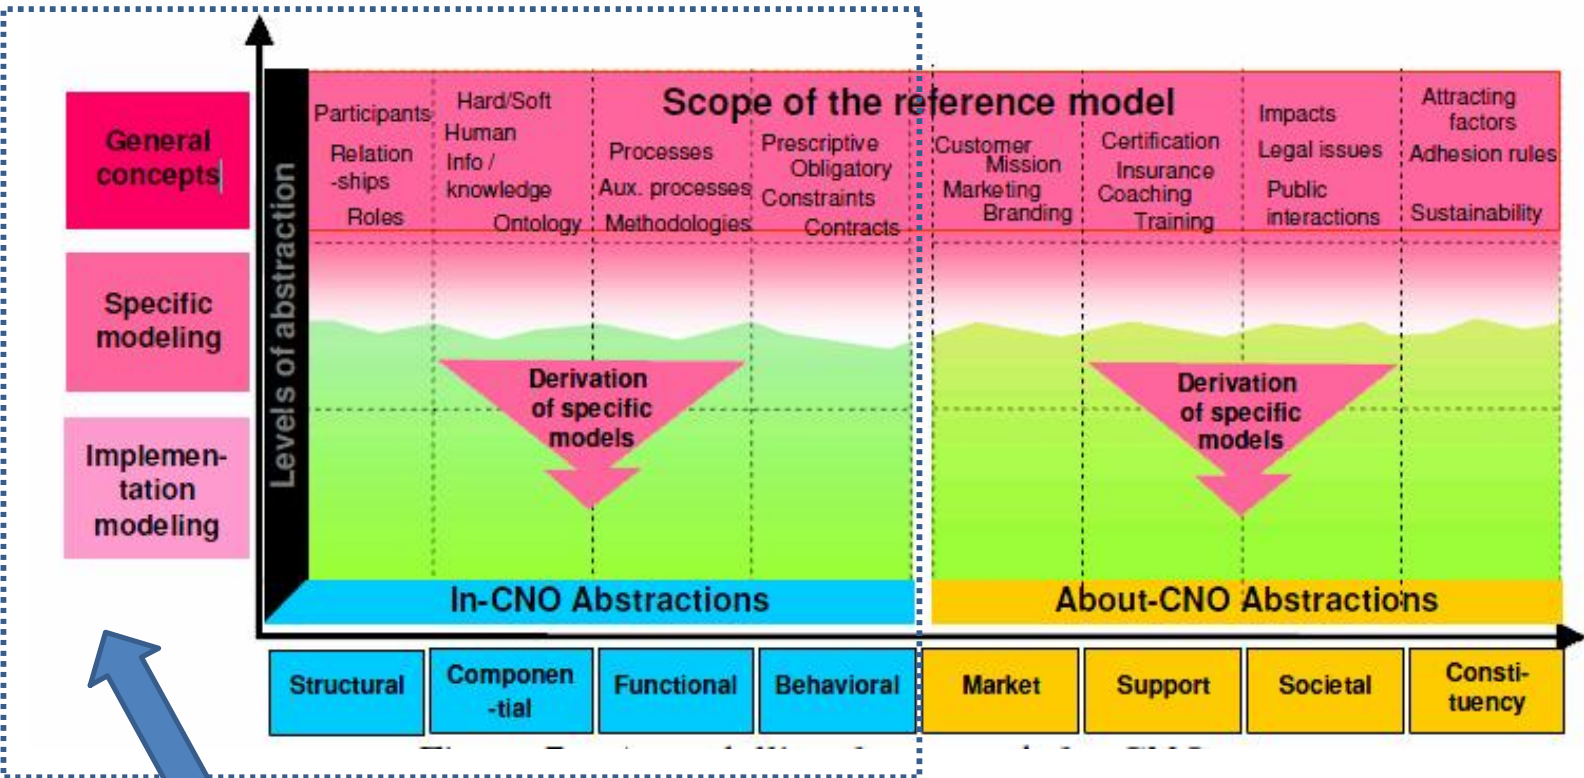 Scope of the reference model
General
concepts
Specific
modeling
Implemen-
tation
modeling
Levels of abstraction
Participants
Relation
-ships
Roles
Hard/Soft
Human
Info /
knowledge
Ontology
Processes
Aux. processes
Methodologies
Prescriptive
Obligatory
Constraints
Contracts
Customer
Mission
Marketing
Branding
Certification
Insurance
Coaching
Training
Impacts
Legal issues
Public
interactions
Attracting
factors
Adhesion rules
Sustainability
Derivation
of specific
models
Derivation
of specific
models
In-CNO Abstractions
About-CNO Abstractions
Structural
Componen
-tial
Functional
Behavioral
Market
Support
Societal
Consti-
tuency